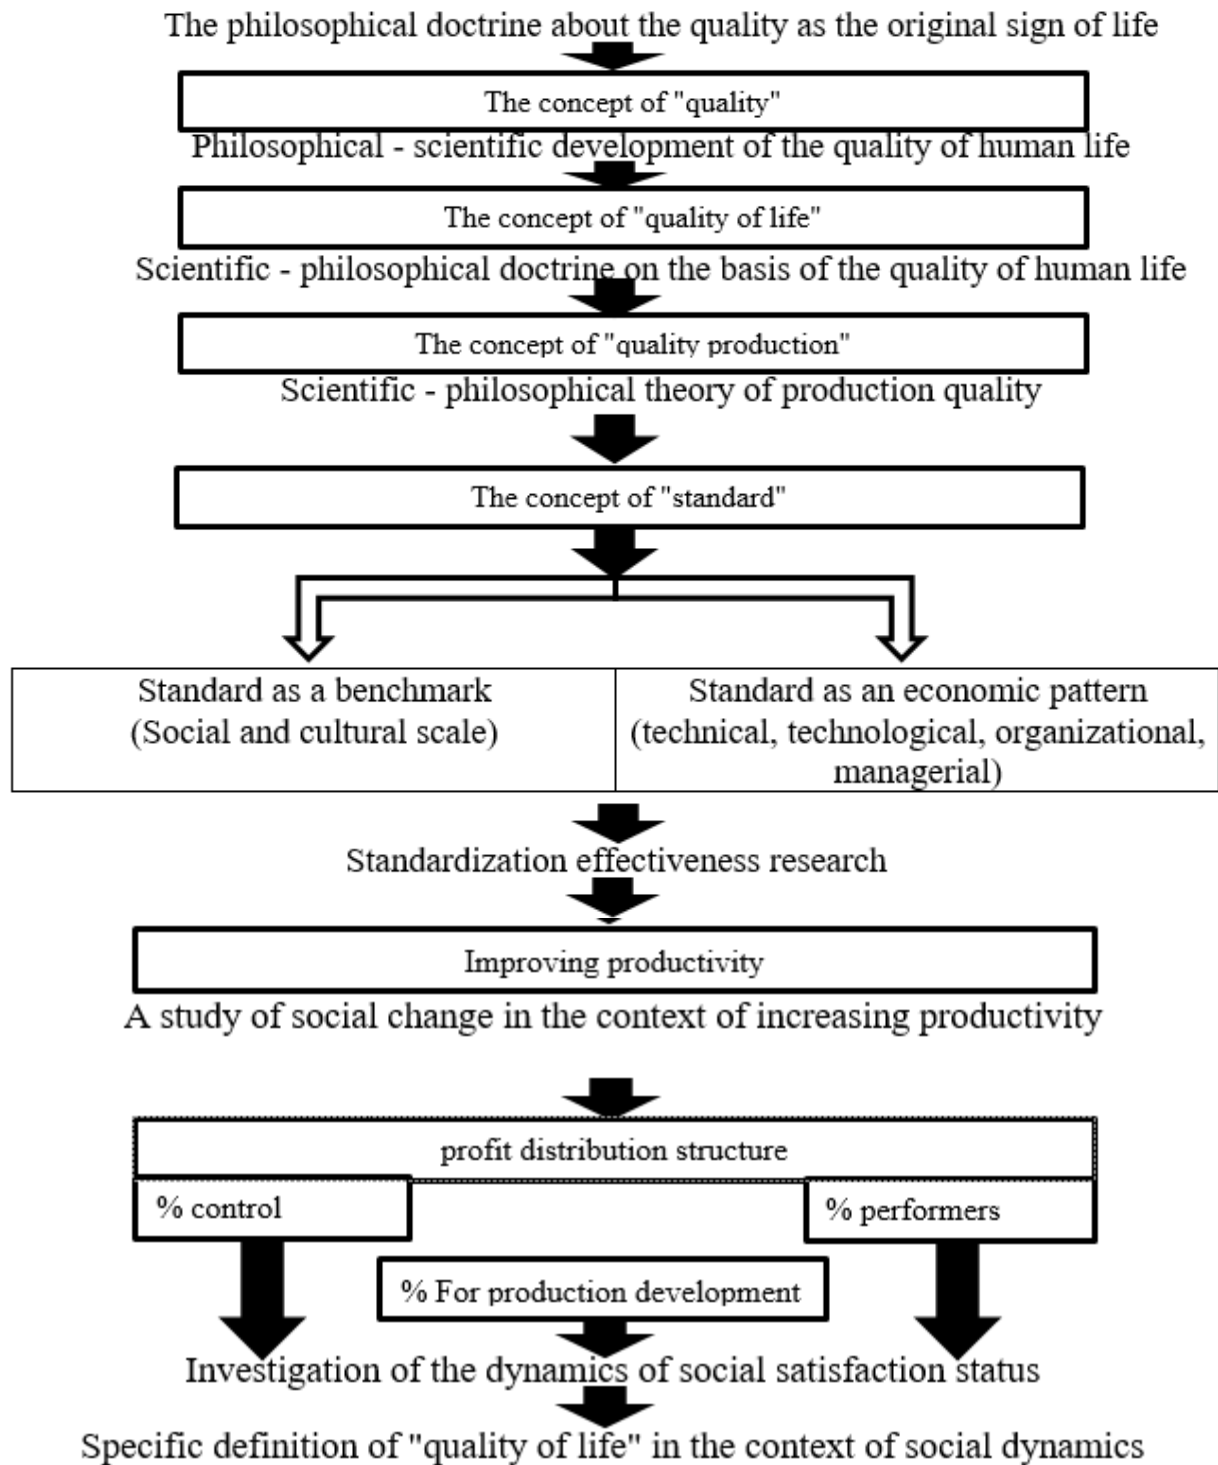 The philosophical doctrine about the quality as the original sign of life
The concept of "quality"
Philosophical - scientific development of the quality of human life
The concept of "quality of life"
Scientific - philosophical doctrine on the basis of the quality of human life
The concept of "quality production"
Scientific - philosophical theory of production quality
The concept of "standard"
Standard as a benchmark
(Social and cultural scale)
Standard as an economic pattern
(technical, technological, organizational,
managerial)
Standardization effectiveness research
Improving productivity
A study of social change in the context of increasing productivity
profit distribution structure
% control
% performers
% For production development
Investigation of the dynamics of social satisfaction status
Specific definition of "quality of life" in the context of social dynamics